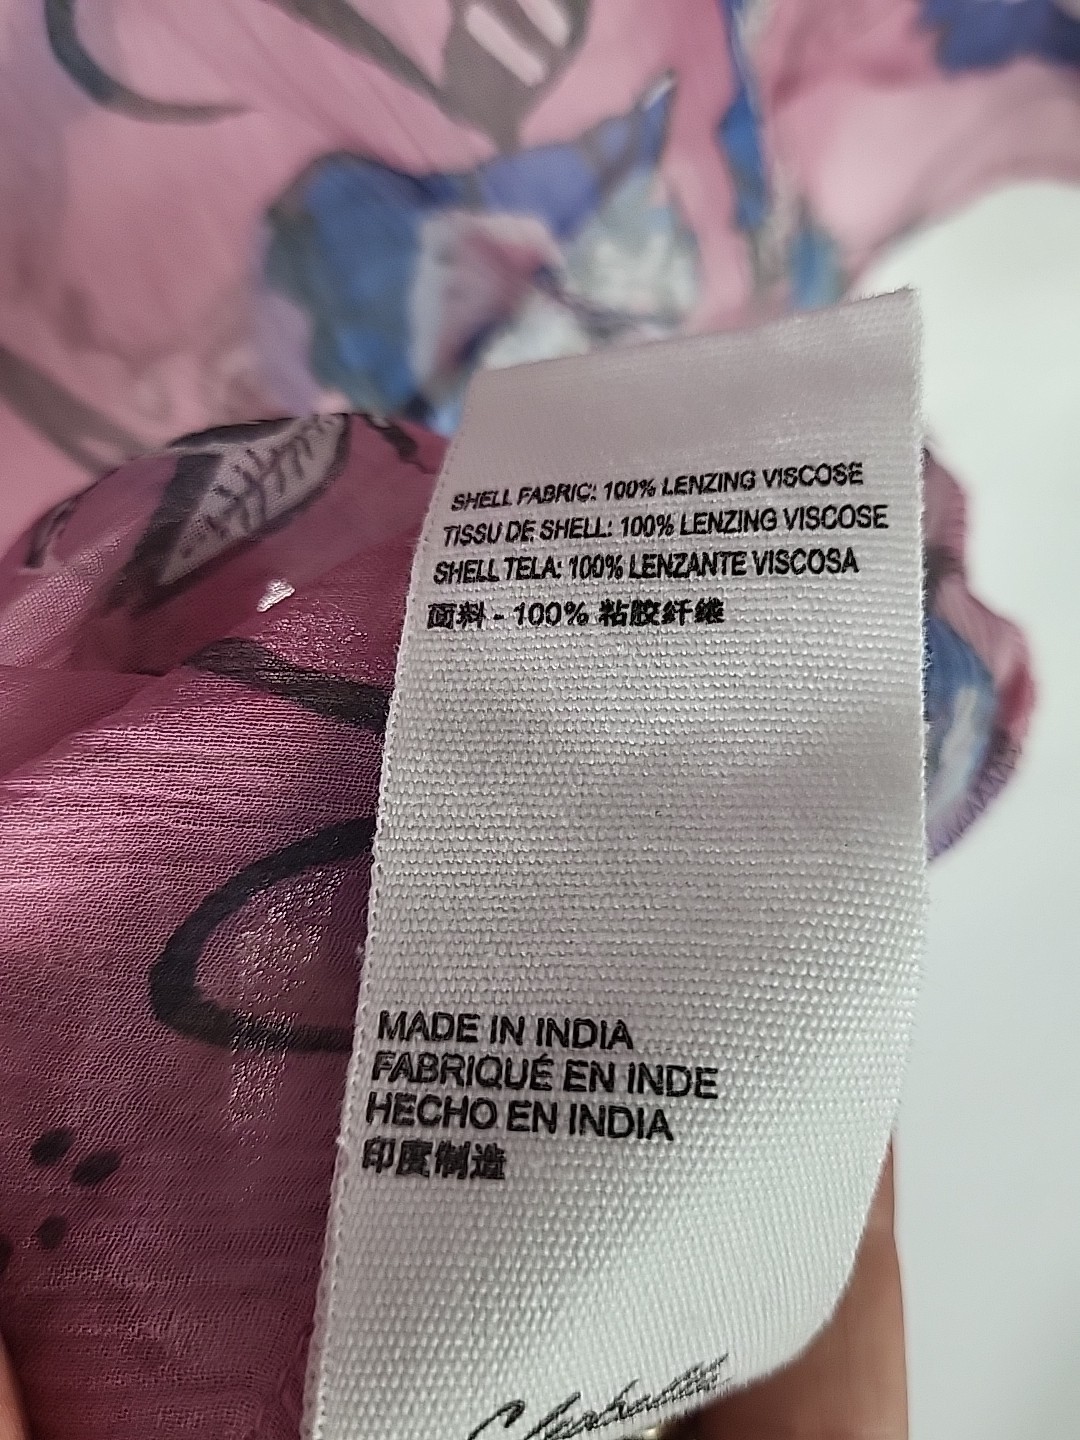 SHELL FABRIC: 100% LENZING VISCOSE
TISSU DE SHELL: 100% LENZING VISCOSE
SHELL TELA: 100% LENZANTE VISCOSA
面料 - 100% 粘胶纤维
MADE IN INDIA
FABRIQUÉ EN INDE
HECHO EN INDIA
印度制造